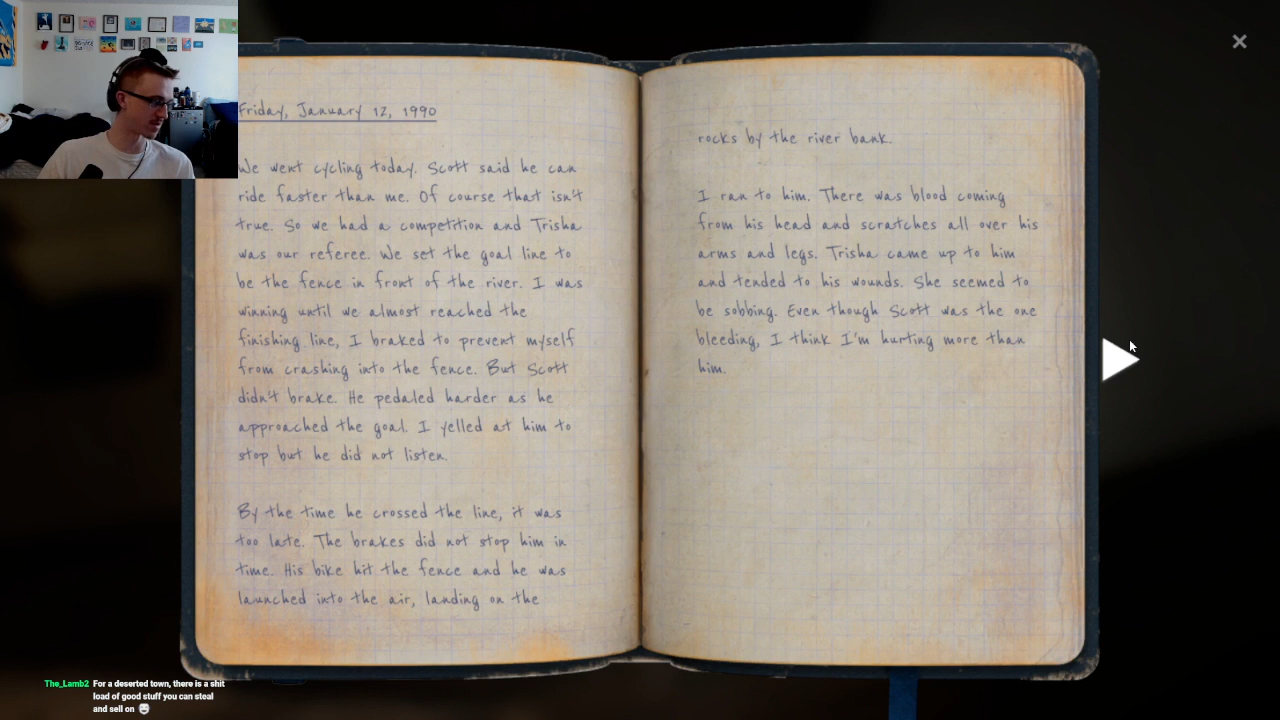 Friday, January 12, 1990
We went cycling today. Scott said he can
ride faster than me. Of course that isn't
true. So we had a competition and Trisha
was our referee. We set the goal line to
be the fence in front of the river. I was
winning until we almost reached the
finishing line, I braked to prevent myself
from crashing into the fence. But Scott
didn't brake. He pedaled harder as he
approached the goal. I yelled at him to
stop but he did not listen.
By the time he crossed the line, it was
too late. The brakes did not stop him in
time. His bike hit the fence and he was
launched into the air, landing on the
rocks by the river bank.
I ran to him. There was blood coming
from his head and scratches all over his
arms and legs. Trisha came up to him
and tended to his wounds. She seemed to
be sobbing. Even though Scott was the one
bleeding, I think I'm hurting more than
him.
The_Lamb2 For a deserted town, there is a shit
load of good stuff you can steal
and sell on